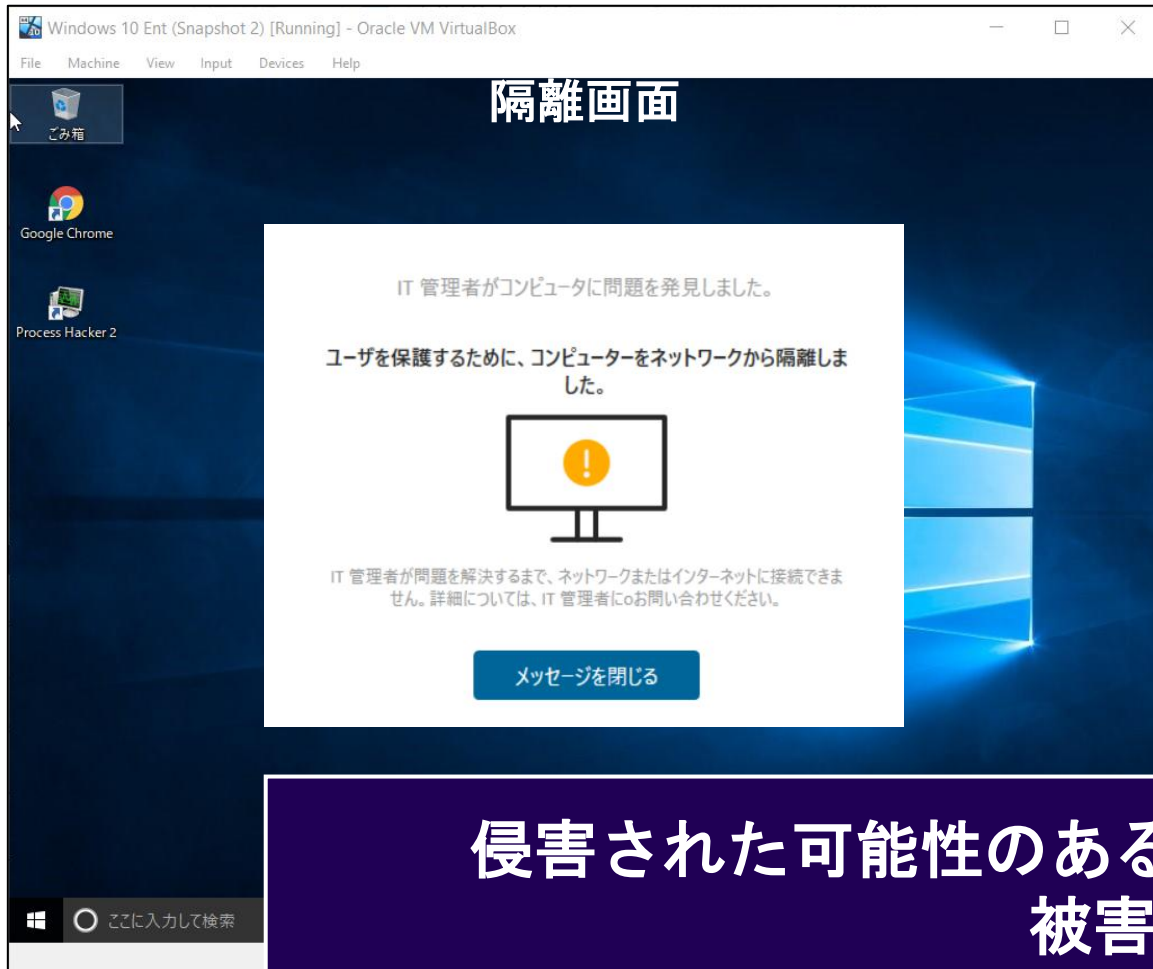 Windows 10 Ent (Snapshot 2) [Running] - Oracle VM VirtualBox
File Machine View Input Devices Help
隔離画面
ごみ箱
Google Chrome
Process Hacker 2
IT 管理者がコンピュータに問題を発見しました。
ユーザを保護するために、コンピューターをネットワークから隔離しま
した。
!
IT 管理者が問題を解決するまで、ネットワークまたはインターネットに接続できま
せん。詳細については、IT 管理者にoお問い合わせください。
メッセージを閉じる
侵害された可能性のある
被害
ここに入力して検索